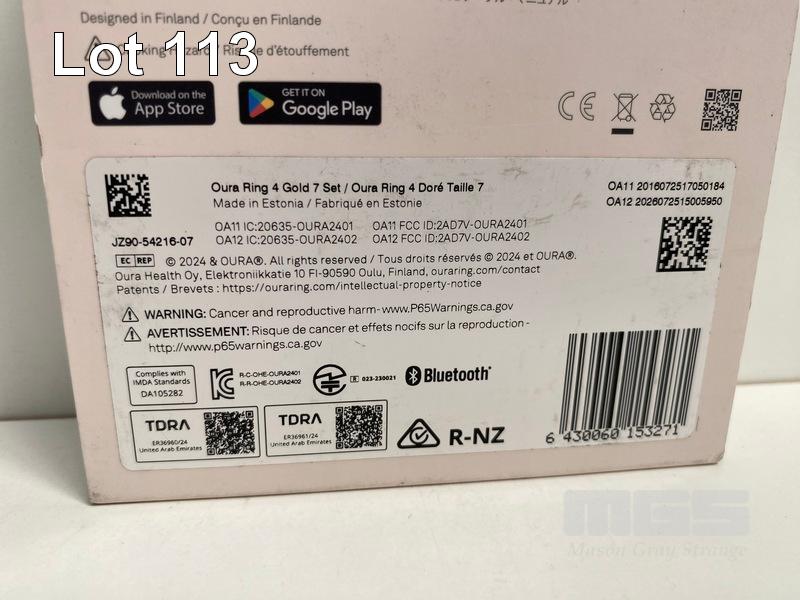 Designed in Finland / Conçu en Finlande
Lot 113
Choking Hazard / Risque d'étouffement
Download on the
App Store
GET IT ON
Google Play
CE
Oura Ring 4 Gold 7 Set / Oura Ring 4 Doré Taille 7
Made in Estonia / Fabriqué en Estonie
OA11 2016072517050184
OA12 2026072515005950
JZ90-54216-07
OA11 IC:20635-OURA2401 OA11 FCC ID:2AD7V-OURA2401
OA12 IC:20635-OURA2402 OA12 FCC ID:2AD7V-OURA2402
EC REP © 2024 & OURA®. All rights reserved / Tous droits réservés © 2024 et OURA®.
Oura Health Oy, Elektroniikkatie 10 FI-90590 Oulu, Finland, ouraring.com/contact
Patents / Brevets : https://ouraring.com/intellectual-property-notice
WARNING: Cancer and reproductive harm-www.P65Warnings.ca.gov
AVERTISSEMENT: Risque de cancer et effets nocifs sur la reproduction -
http://www.p65warnings.ca.gov
Complies with
IMDA Standards
DA105282
R-C-OHE-OURA2401
R-R-OHE-OURA2402
R 023-230021
Bluetooth®
TDRA
ER36960/24
United Arab Emirates
TDRA
ER36961/24
United Arab Emirates
R-NZ
6 430060 153271
MGS
Mason Gray Strange